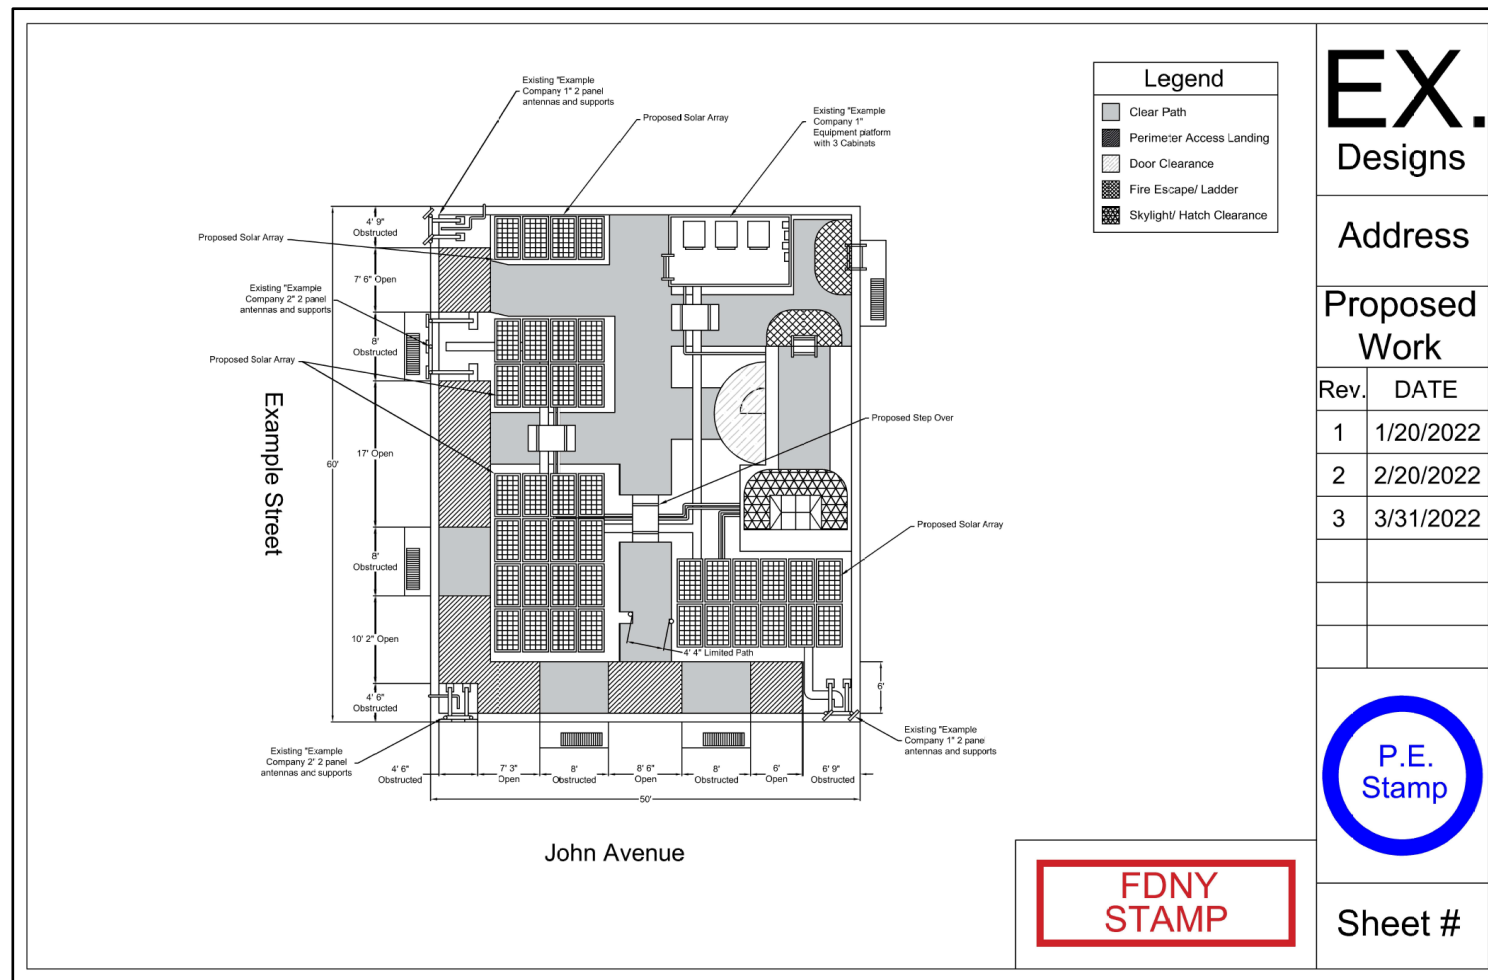 Existing "Example
Company 1" 2 panel
antennas and supports
Proposed Solar Array
Existing "Example
Company 1"
Equipment platform
with 3 Cabinets
Legend
Clear Path
Perimeter Access Landing
Door Clearance
Fire Escape/ Ladder
Skylight/ Hatch Clearance
EX.
Designs
Address
Proposed
Work
Rev. DATE
1 1/20/2022
2 2/20/2022
3 3/31/2022
P.E.
Stamp
Sheet #
FDNY
STAMP
4' 9"
Obstructed
Proposed Solar Array
7' 6" Open
Existing "Example
Company 2" 2 panel
antennas and supports
8'
Obstructed
Proposed Solar Array
Example Street
60'
17' Open
Proposed Step Over
Proposed Solar Array
8'
Obstructed
10' 2" Open
4' 4" Limited Path
4' 6"
Obstructed
6'
Existing "Example
Company 2' 2 panel
antennas and supports
Existing "Example
Company 1" 2 panel
antennas and supports
4' 6"
Obstructed
7' 3"
Open
8'
Obstructed
8' 6"
Open
8'
Obstructed
6'
Open
6' 9"
Obstructed
50'
John Avenue